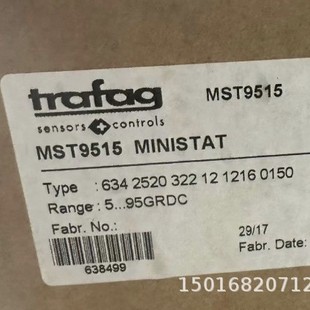 trafag
MST9515
sensors controls
MST9515 MINISTAT
Type : 634 2520 322 12 1216 0150
Range : 5...95GRDC
Fabr. No.:
29/17
Fabr. Date:
638499
15016820712